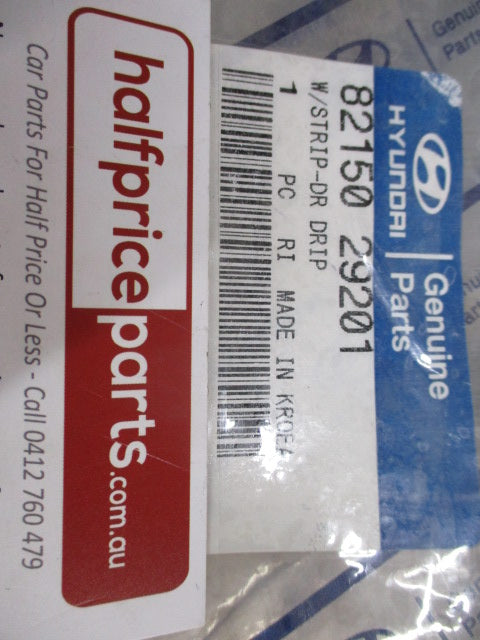 HYUNDAI
Genuine
Parts
82150 29201
W/STRIP-DR DRIP
1 PC RI MADE IN KROEA
halfpriceparts.com.au
Car Parts For Half Price Or Less - Call 0412 760 479
Genuine
Parts